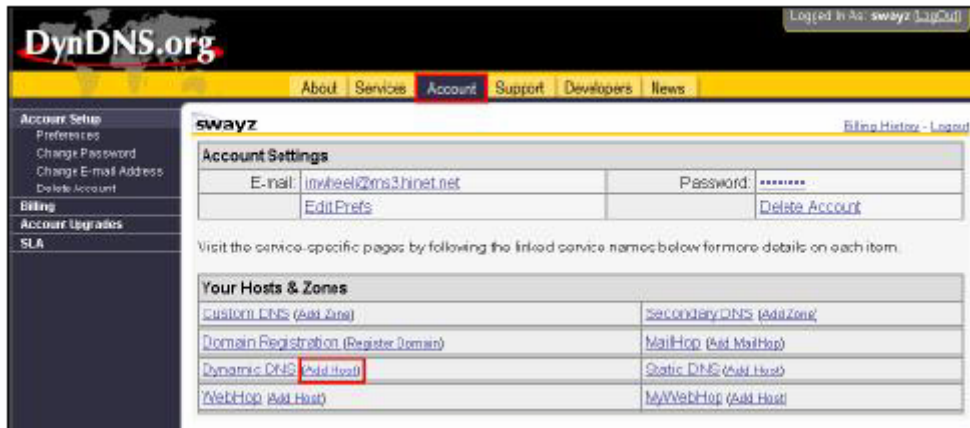 Logged In As: swayz (LogOut)
DynDNS.org
About Services Account Support Developers News
Account Setup
Preferences
Change Password
Change E-mail Address
Delete Account
Billing
Account Upgrades
SLA
swayz
Billing History - Logout
Account Settings
E-mail: imwheel@ms3.hinet.net Password: ********
Edit Prefs Delete Account
Visit the service-specific pages by following the linked service names below for more details on each item.
Your Hosts & Zones
Custom DNS (Add Zone) Secondary DNS (Add Zone)
Domain Registration (Register Domain) MailHop (Add MailHop)
Dynamic DNS (Add Host) Static DNS (Add Host)
WebHop (Add Host) MyWebHop (Add Host)